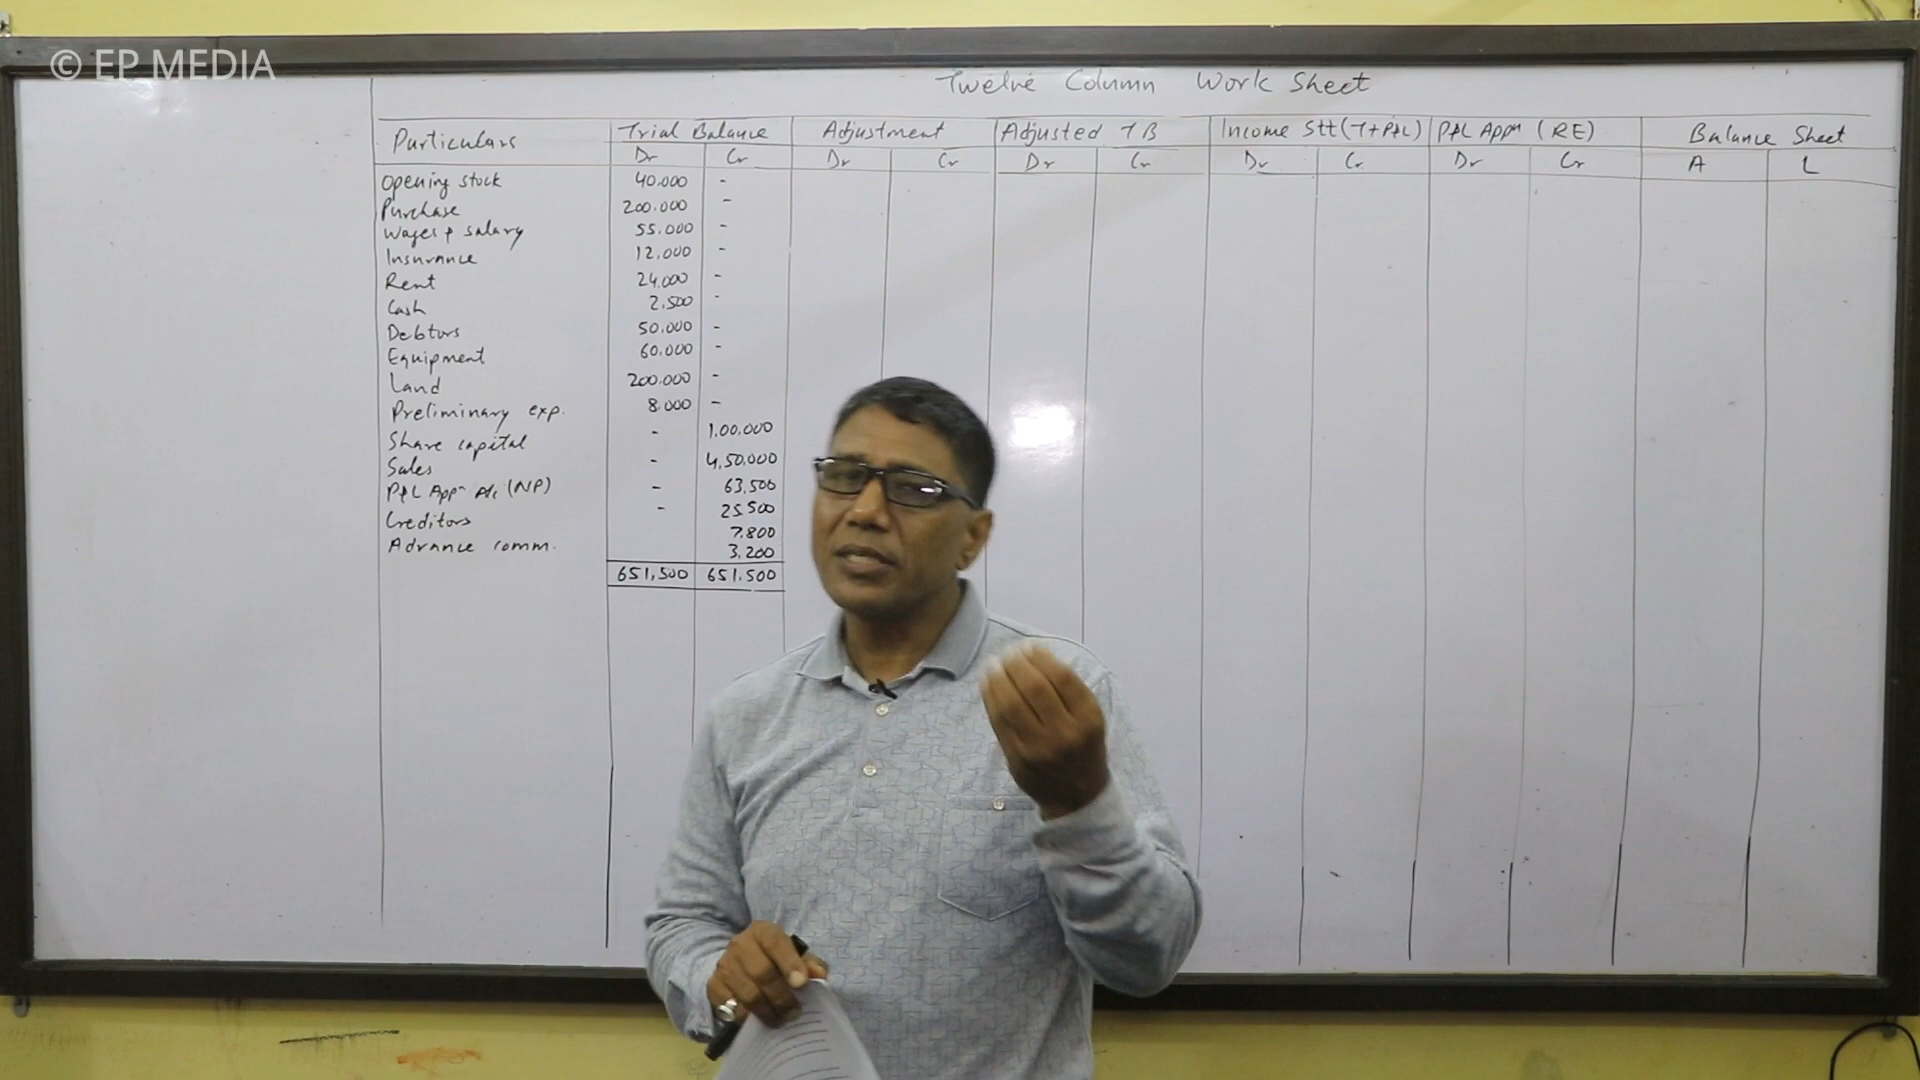 © EP MEDIA
Twelve Column Work Sheet
Particulars Trial Balance Adjustment Adjusted TB Income Stt (T+P&L) P&L Appn (RE) Balance Sheet
Dr Cr Dr Cr Dr Cr Dr Cr Dr Cr A L
Opening stock 40.000 -
Purchase 200.000 -
Wages & salary 55.000 -
Insurance 12,000 -
Rent 24.000 -
Cash 2.500 -
Debtors 50.000 -
Equipment 60.000 -
Land 200.000 -
Preliminary exp. 8.000 -
Share capital - 1.00.000
Sales - 4,50,000
P&L Appn A/c (NP) - 63,500
Creditors - 25.500
Advance comm. 7.800
3.200
651,500 651.500